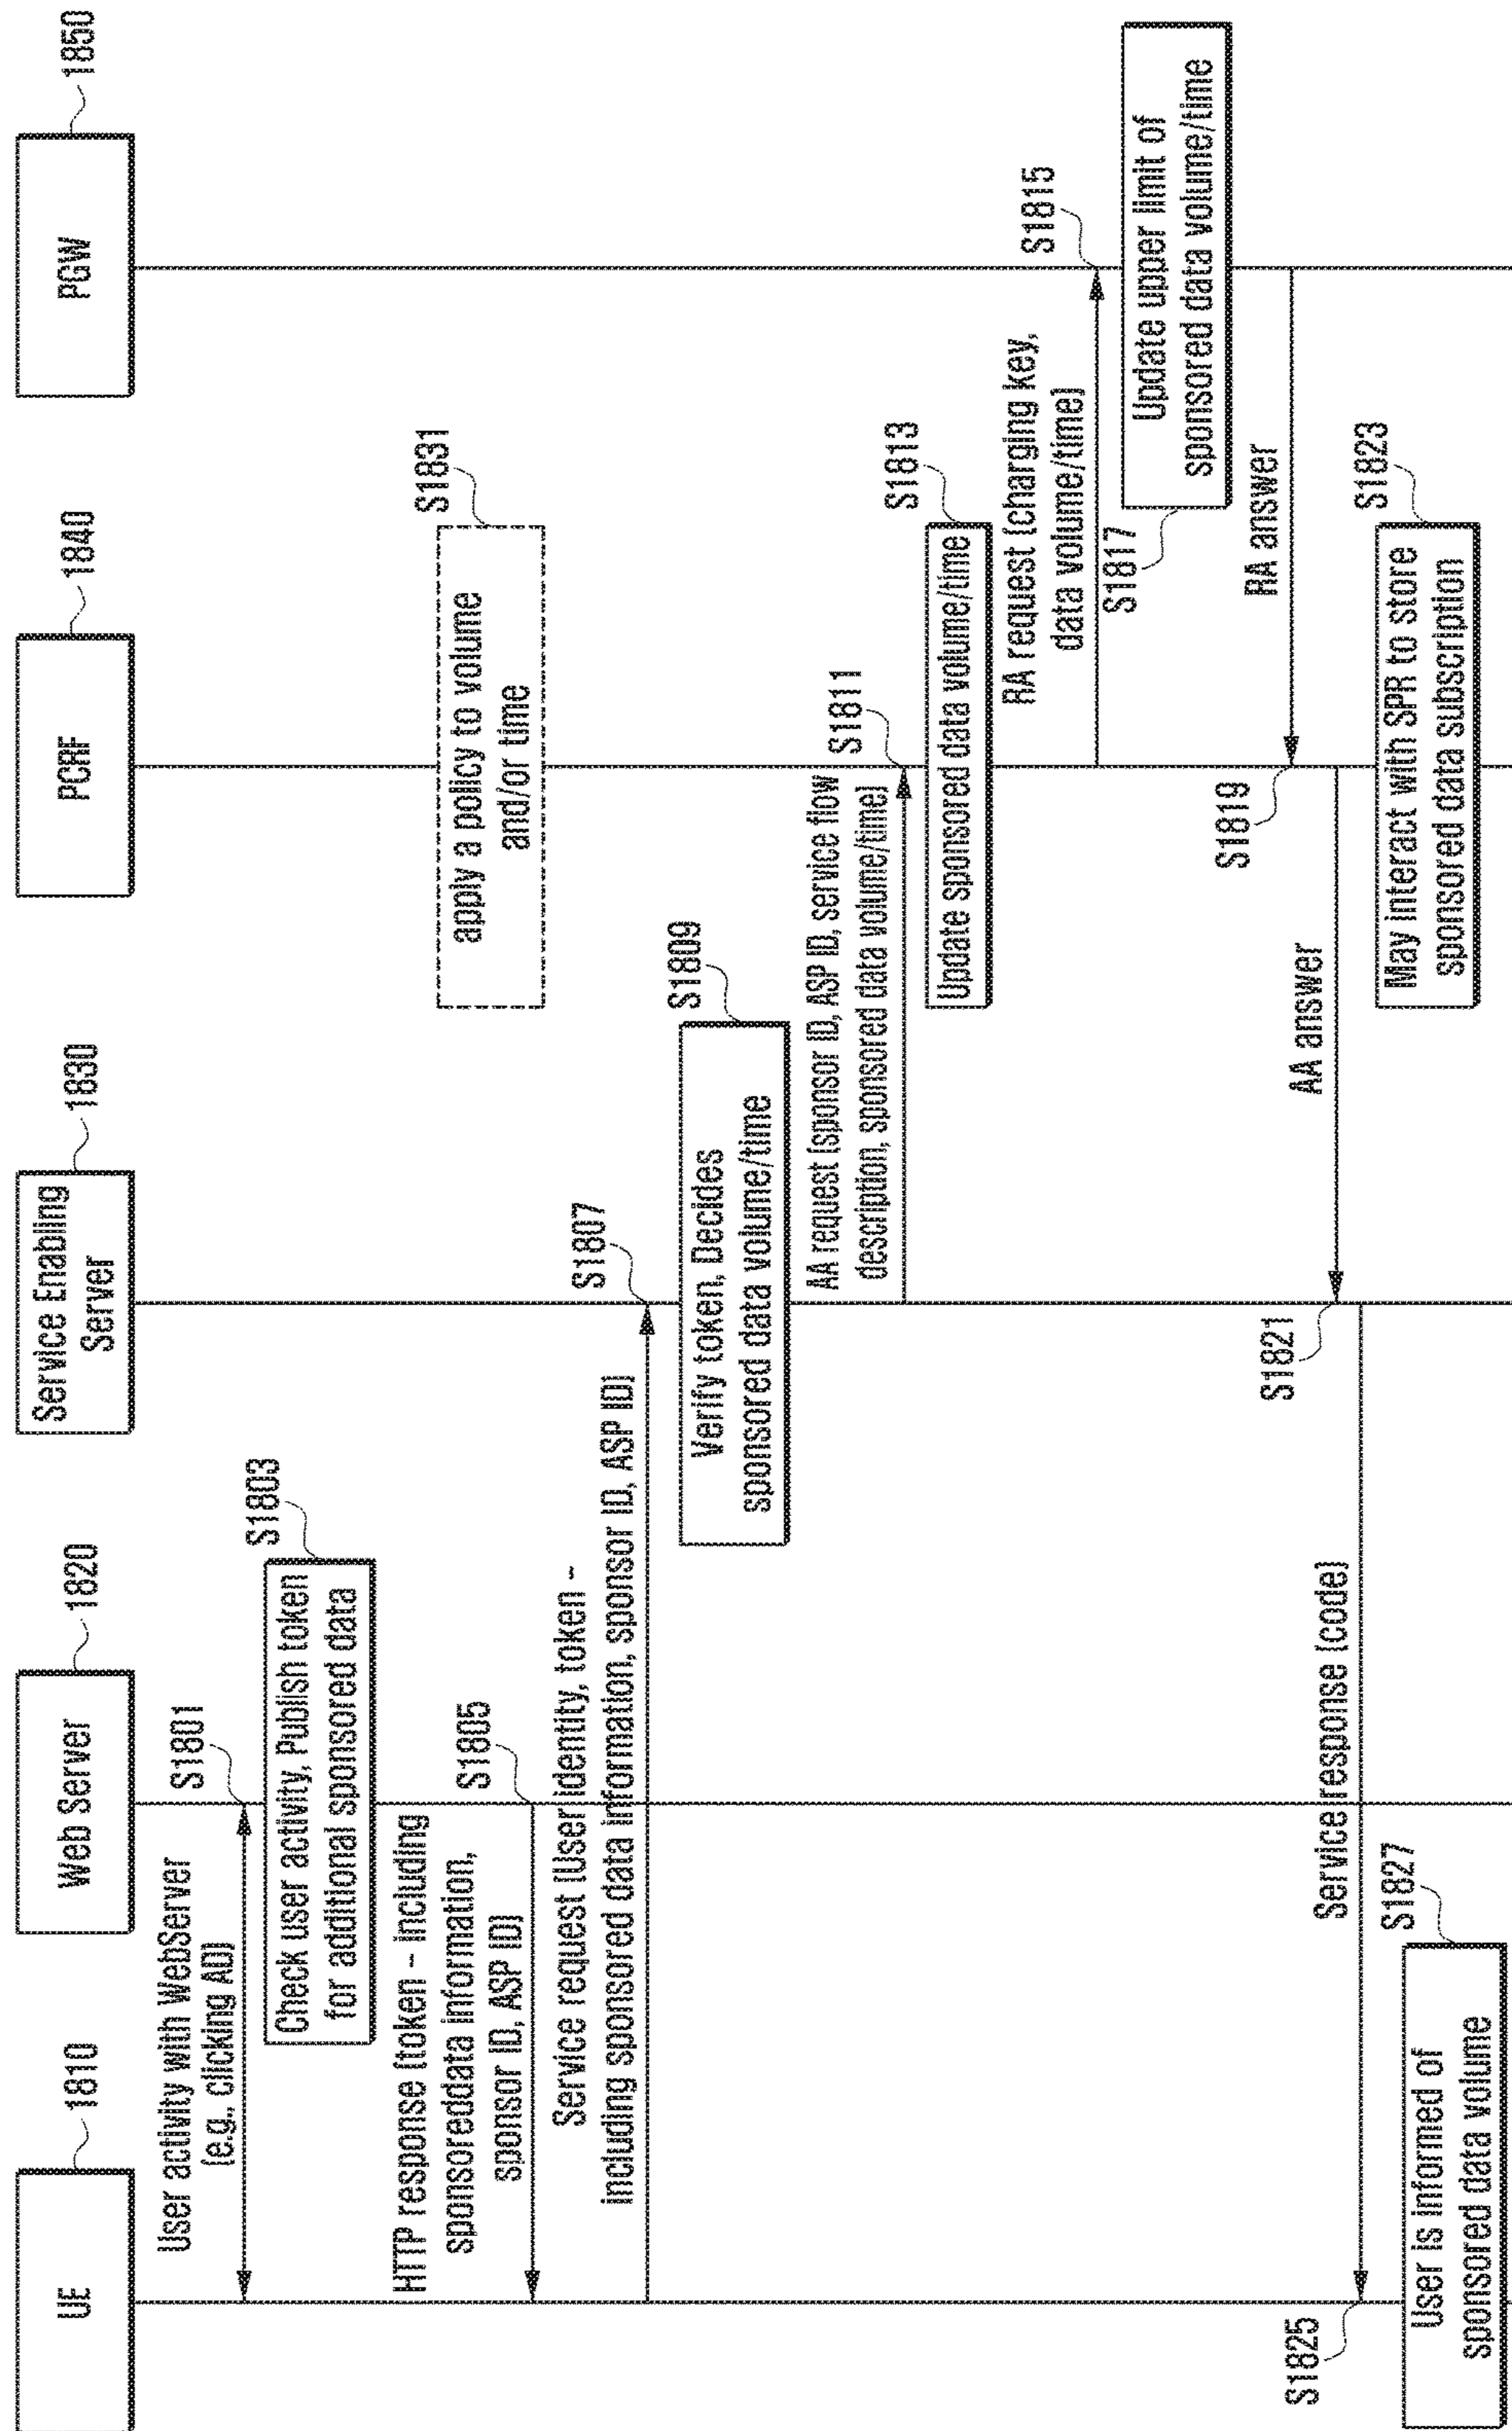 UE
1810
Web Server
1820
Service Enabling
Server
1830
PCRF
1840
PGW
1850
User activity with WebServer
(e.g., clicking AD)
S1801
Check user activity, Publish token
for additional sponsored data
S1803
HTTP response (token - including
sponsoreddata information,
sponsor ID, ASP ID)
S1805
apply a policy to volume
and/or time
S1831
Service request (User identity, token -
including sponsored data information, sponsor ID, ASP ID)
S1807
Verify token, Decides
sponsored data volume/time
S1809
AA request (sponsor ID, ASP ID, service flow
description, sponsored data volume/time)
S1811
Update sponsored data volume/time
S1813
RA request (charging key,
data volume/time)
S1815
S1817
Update upper limit of
sponsored data volume/time
RA answer
S1819
AA answer
S1821
Service response (code)
S1825
May interact with SPR to store
sponsored data subscription
S1823
User is informed of
sponsored data volume
S1827